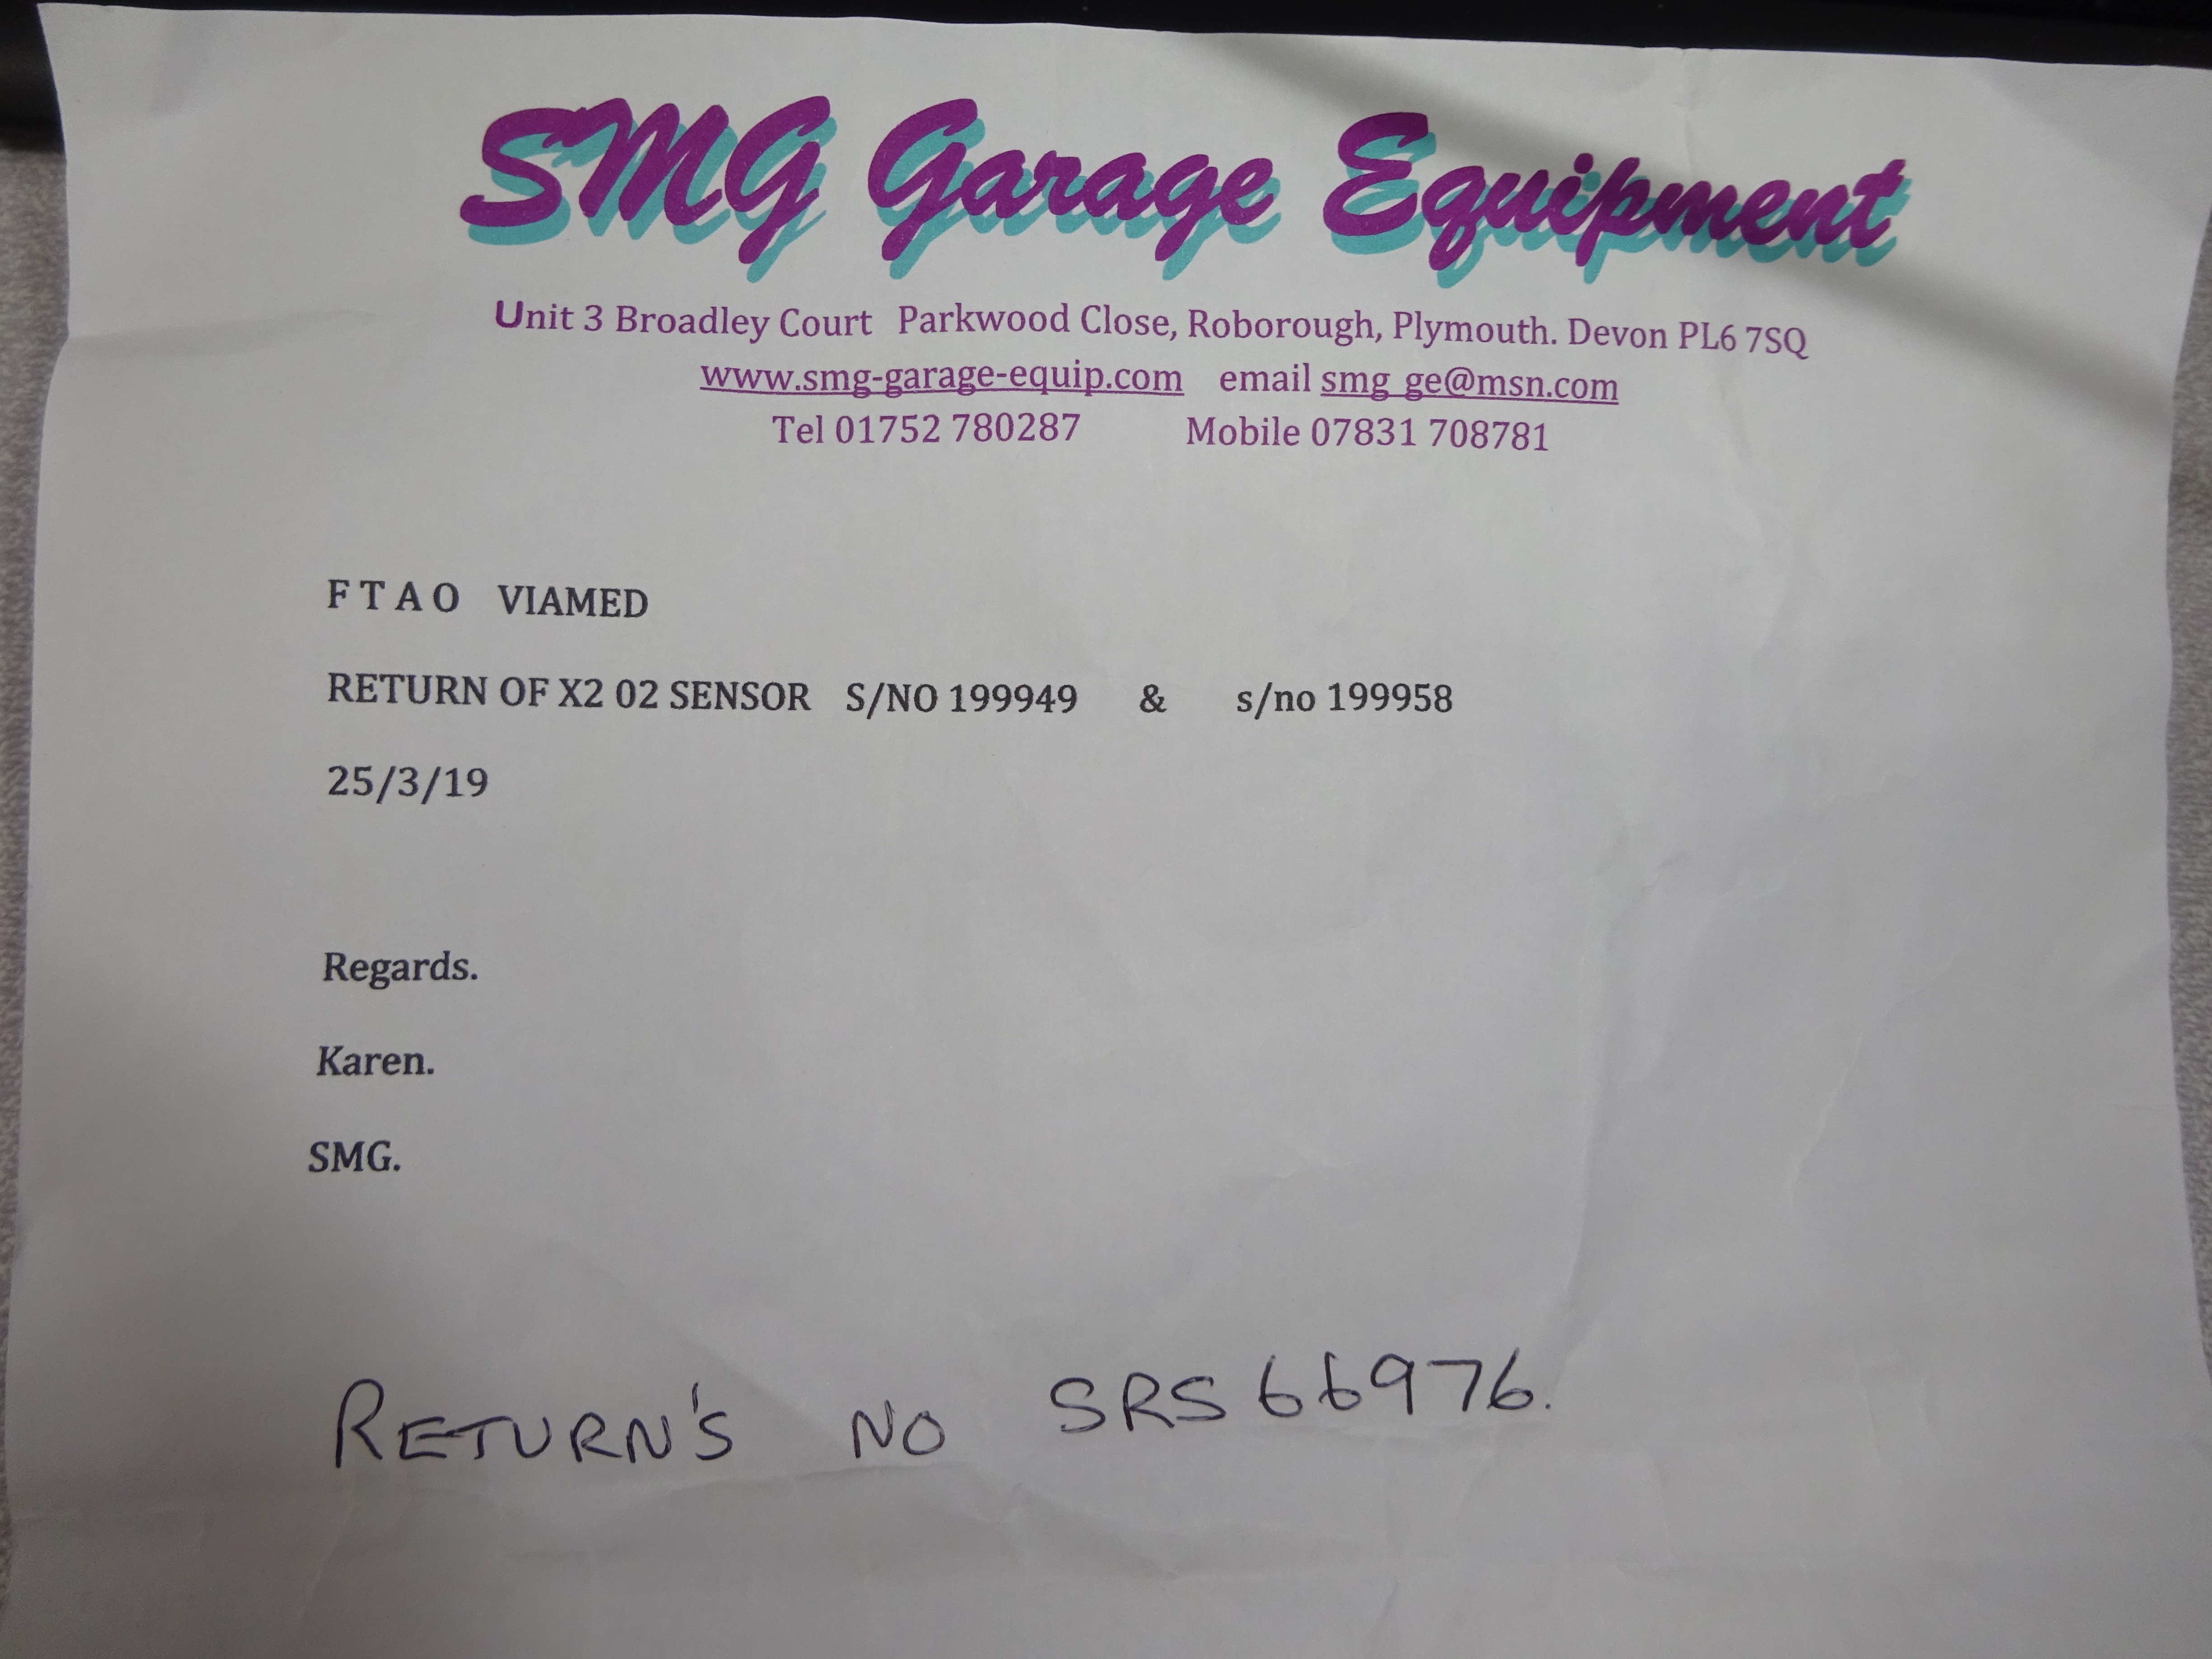 SMG Garage Equipment
Unit 3 Broadley Court Parkwood Close, Roborough, Plymouth. Devon PL6 7SQ
www.smg-garage-equip.com email smg_ge@msn.com
Tel 01752 780287 Mobile 07831 708781
F T A O VIAMED
RETURN OF X2 02 SENSOR S/NO 199949 & s/no 199958
25/3/19
Regards.
Karen.
SMG.
RETURN'S NO SRS 66976.